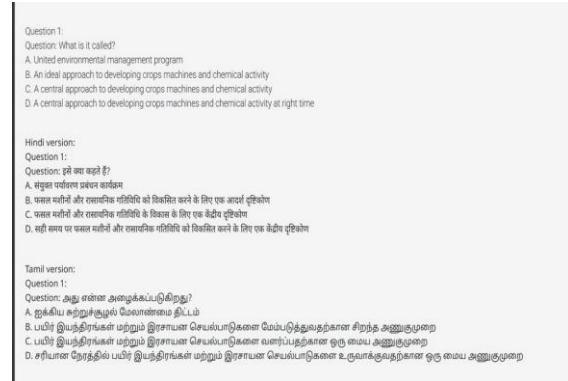 Question 1:
Question: What is it called?
A. United environmental management program
B. An ideal approach to developing crops machines and chemical activity
C. A central approach to developing crops machines and chemical activity
D. A central approach to developing crops machines and chemical activity at right time
Hindi version:
Question 1:
Question: इसे क्या कहते हैं?
A. संयुक्त पर्यावरण प्रबंधन कार्यक्रम
B. फसल मशीनों और रासायनिक गतिविधि को विकसित करने के लिए एक आदर्श दृष्टिकोण
C. फसल मशीनों और रासायनिक गतिविधि के विकास के लिए एक केंद्रीय दृष्टिकोण
D. सही समय पर फसल मशीनों और रासायनिक गतिविधि को विकसित करने के लिए एक केंद्रीय दृष्टिकोण
Tamil version:
Question 1:
Question: அது என்ன அழைக்கப்படுகிறது?
A. ஐக்கிய சுற்றுச்சூழல் மேலாண்மை திட்டம்
B. பயிர் இயந்திரங்கள் மற்றும் இரசாயன செயல்பாடுகளை மேம்படுத்துவதற்கான சிறந்த அணுகுமுறை
C. பயிர் இயந்திரங்கள் மற்றும் இரசாயன செயல்பாடுகளை வளர்ப்பதற்கான ஒரு மைய அணுகுமுறை
D. சரியான நேரத்தில் பயிர் இயந்திரங்கள் மற்றும் இரசாயன செயல்பாடுகளை உருவாக்குவதற்கான ஒரு மைய அணுகுமுறை